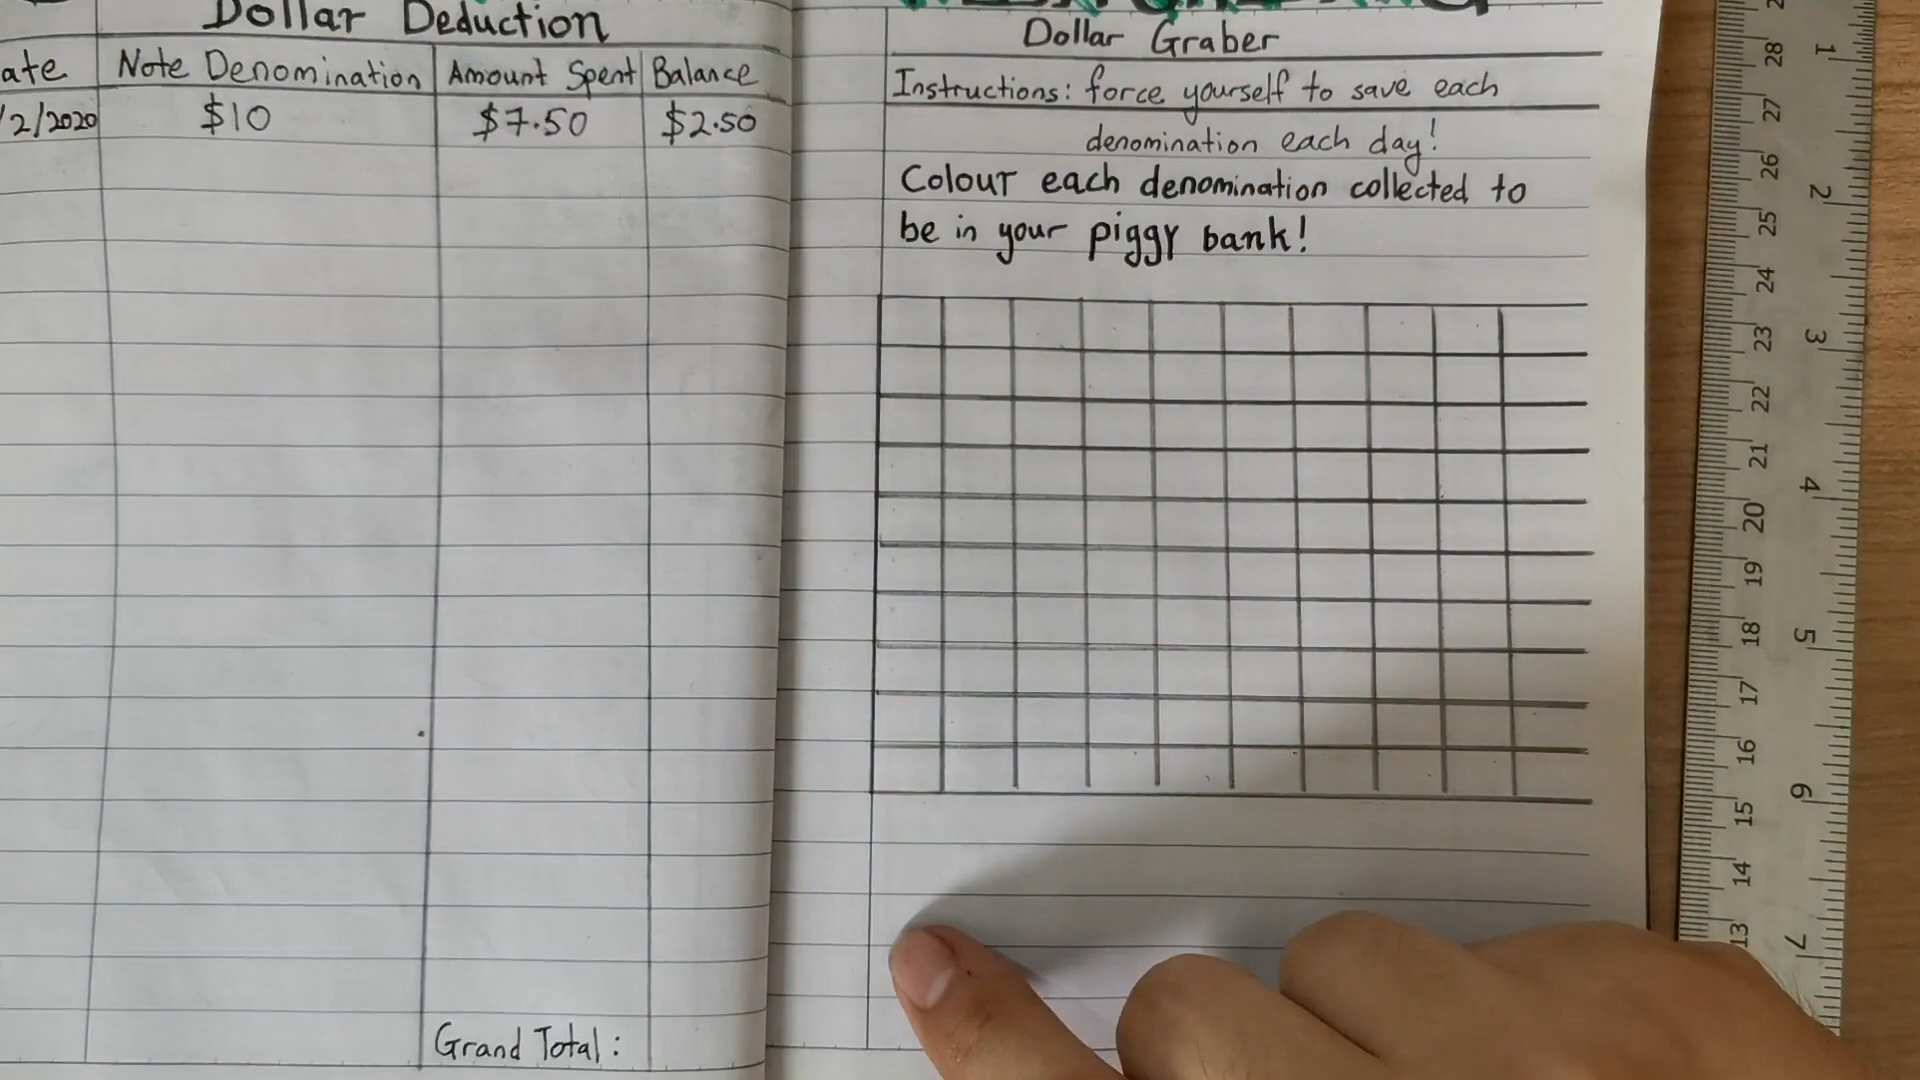 Dollar Deduction
ate Note Denomination Amount Spent Balance
/2/2020 $10 $7.50 $2.50
Grand Total:
Dollar Graber
Instructions: force yourself to save each
denomination each day!
Colour each denomination collected to
be in your piggy bank!
28 27 26 25 24 23 22 21 20 19 18 17 16 15 14 13
1 2 3 4 5 6 7